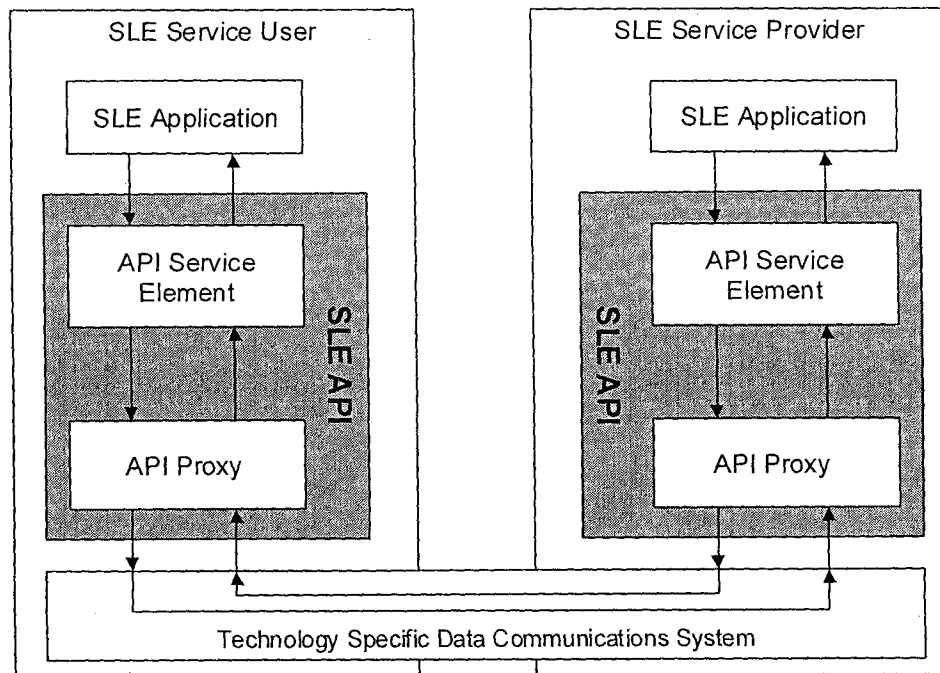 SLE Service User
SLE Application
API Service
Element
SLE API
API Proxy
SLE Service Provider
SLE Application
API Service
Element
SLE API
API Proxy
Technology Specific Data Communications System